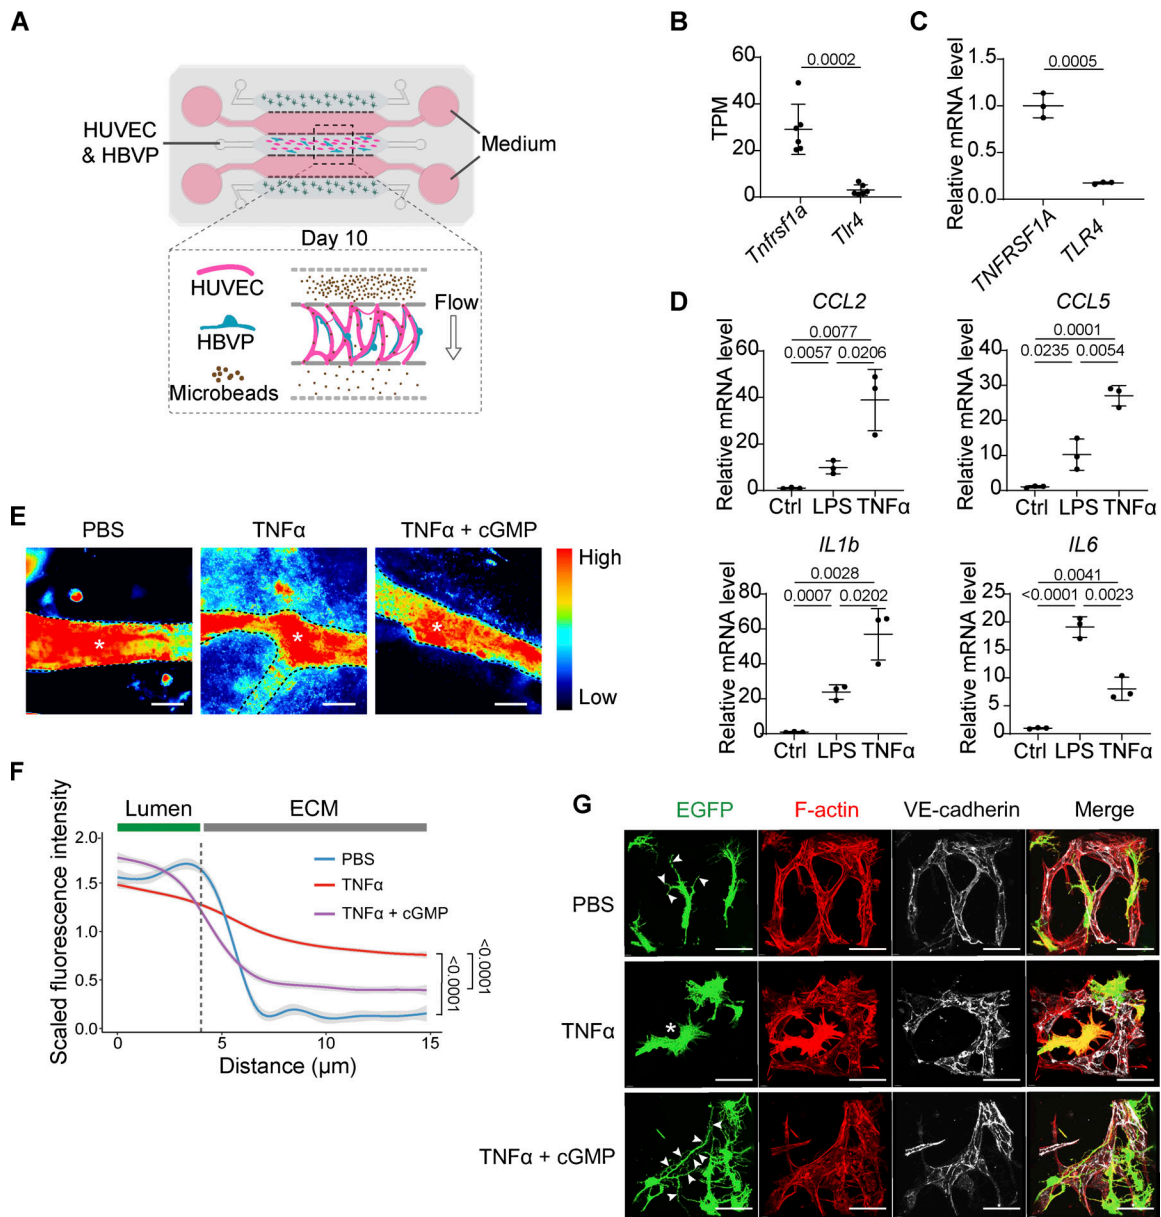 A
HUVEC
& HBVP
Medium
Day 10
HUVEC
HBVP
Microbeads
Flow
B
TPM
60
40
20
0
0.0002
Tnfrsf1a
Tlr4
C
Relative mRNA level
1.5
1.0
0.5
0.0
0.0005
TNFRSF1A
TLR4
D
CCL2
Relative mRNA level
60
40
20
0
0.0077
0.0057
0.0206
Ctrl LPS TNFα
CCL5
Relative mRNA level
40
30
20
10
0
0.0001
0.0235
0.0054
Ctrl LPS TNFα
IL1b
Relative mRNA level
80
60
40
20
0
0.0028
0.0007
0.0202
Ctrl LPS TNFα
IL6
Relative mRNA level
25
20
15
10
5
0
0.0041
<0.0001
0.0023
Ctrl LPS TNFα
E
PBS
TNFα
TNFα + cGMP
*
*
*
High
Low
F
Lumen
ECM
Scaled fluorescence intensity
2.0
1.5
1.0
0.5
0.0
PBS
TNFα
TNFα + cGMP
<0.0001
<0.0001
0 5 10 15
Distance (μm)
G
EGFP
F-actin
VE-cadherin
Merge
PBS
TNFα
*
TNFα + cGMP